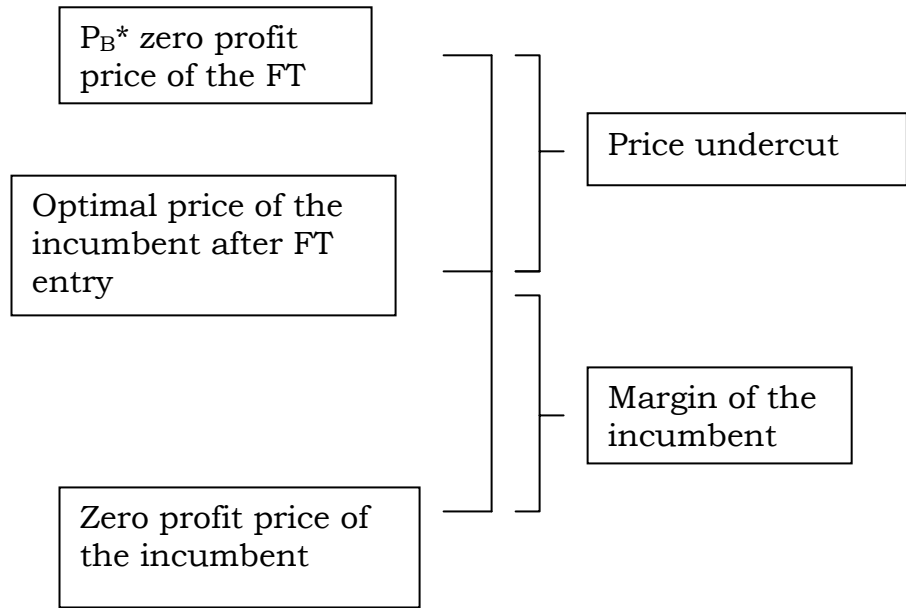 P_B* zero profit
price of the FT
Price undercut
Optimal price of the
incumbent after FT
entry
Margin of the
incumbent
Zero profit price of
the incumbent